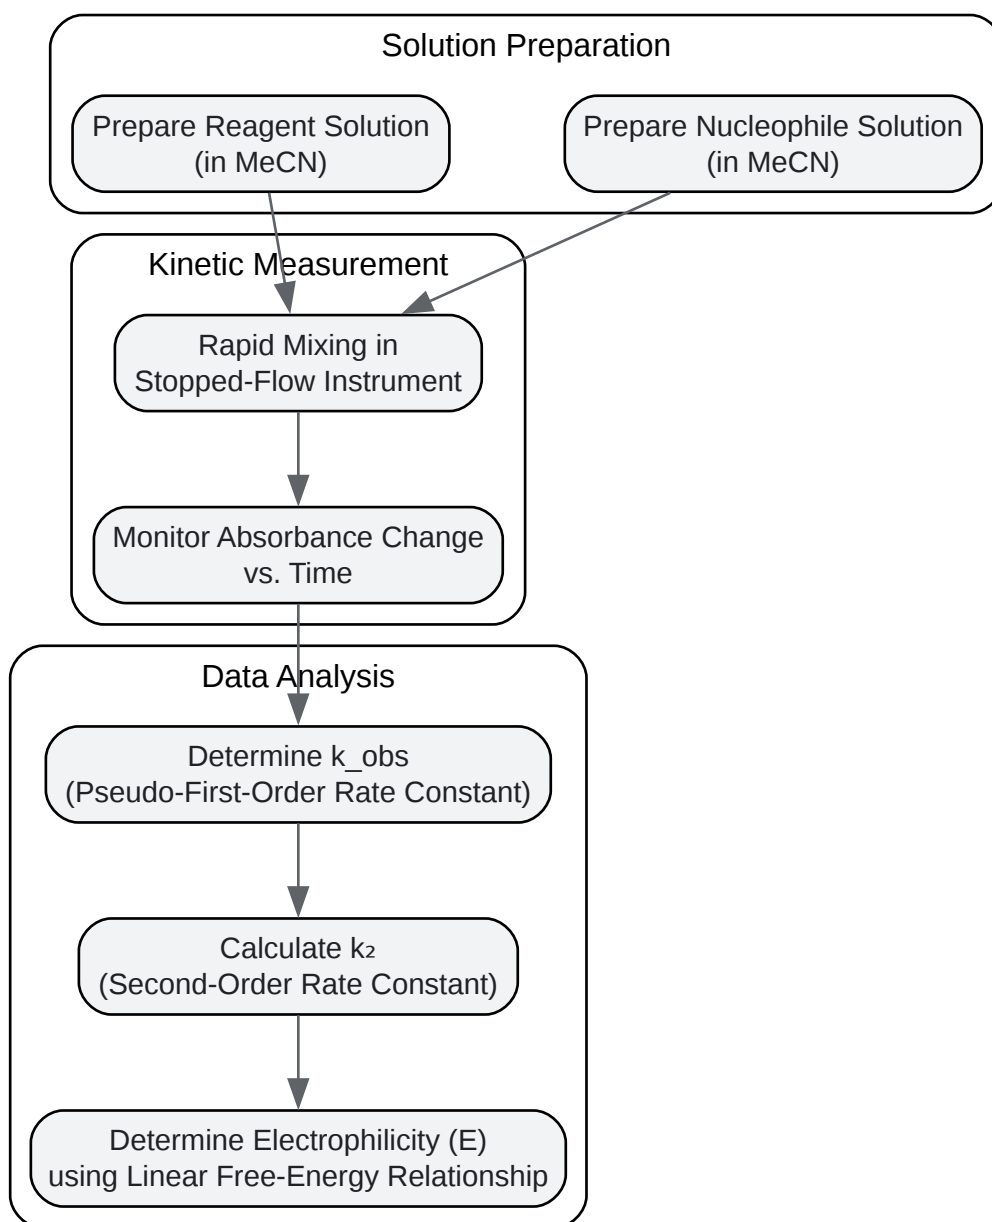 Solution Preparation
Prepare Reagent Solution
(in MeCN)
Prepare Nucleophile Solution
(in MeCN)
Kinetic Measurement
Rapid Mixing in
Stopped-Flow Instrument
Monitor Absorbance Change
vs. Time
Data Analysis
Determine k_obs
(Pseudo-First-Order Rate Constant)
Calculate k₂
(Second-Order Rate Constant)
Determine Electrophilicity (E)
using Linear Free-Energy Relationship